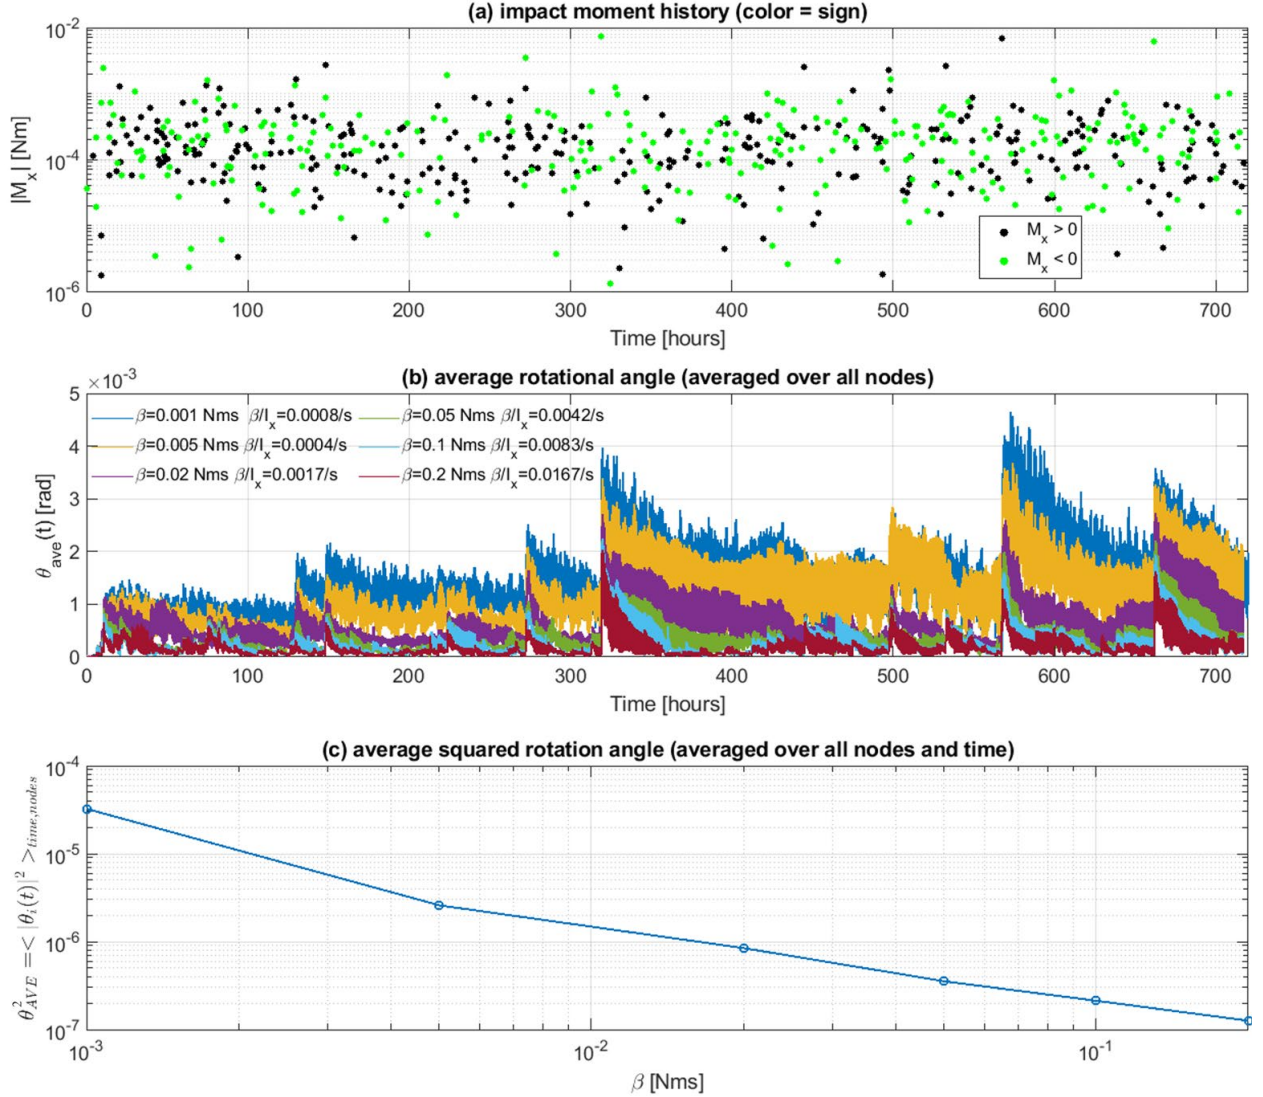 (a) impact moment history (color = sign)
10^-2
10^-4
10^-6
|M_x| [Nm]
M_x > 0
M_x < 0
0 100 200 300 400 500 600 700
Time [hours]
(b) average rotational angle (averaged over all nodes)
×10^-3
5
4
3
2
1
0
θ_ave(t) [rad]
β=0.001 Nms β/I_x=0.0008/s β=0.05 Nms β/I_x=0.0042/s
β=0.005 Nms β/I_x=0.0004/s β=0.1 Nms β/I_x=0.0083/s
β=0.02 Nms β/I_x=0.0017/s β=0.2 Nms β/I_x=0.0167/s
0 100 200 300 400 500 600 700
Time [hours]
(c) average squared rotation angle (averaged over all nodes and time)
10^-4
10^-5
10^-6
10^-7
θ^2_AVE =< |θ_i(t)|^2 >_time,nodes
10^-3 10^-2 10^-1
β [Nms]